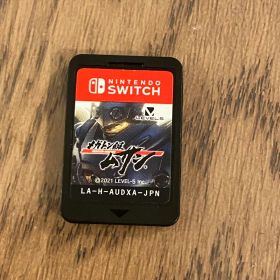 NINTENDO
SWITCH
LEVEL5
メガトン級
ムサシ
©2021 LEVEL-5 Inc.
LA-H-AUDXA-JPN